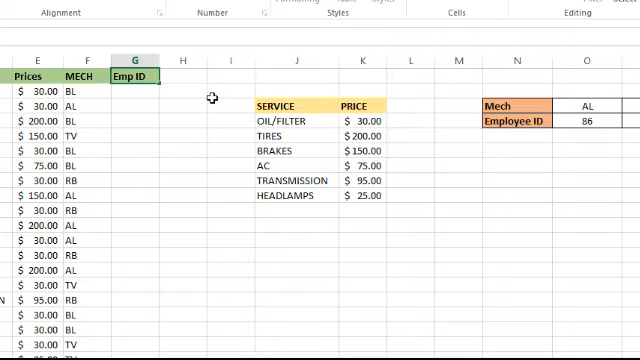 Alignment Number Styles Cells Editing
E F G H I J K L M N O
Prices MECH Emp ID
$ 30.00 BL
$ 30.00 AL SERVICE PRICE Mech AL
$ 200.00 BL OIL/FILTER $ 30.00 Employee ID 86
$ 150.00 TV TIRES $ 200.00
$ 30.00 BL BRAKES $ 150.00
$ 75.00 BL AC $ 75.00
$ 30.00 RB TRANSMISSION $ 95.00
$ 150.00 AL HEADLAMPS $ 25.00
$ 30.00 RB
$ 200.00 AL
$ 30.00 AL
$ 30.00 RB
$ 200.00 AL
$ 30.00 TV
N $ 95.00 RB
$ 30.00 BL
$ 30.00 BL
$ 30.00 TV